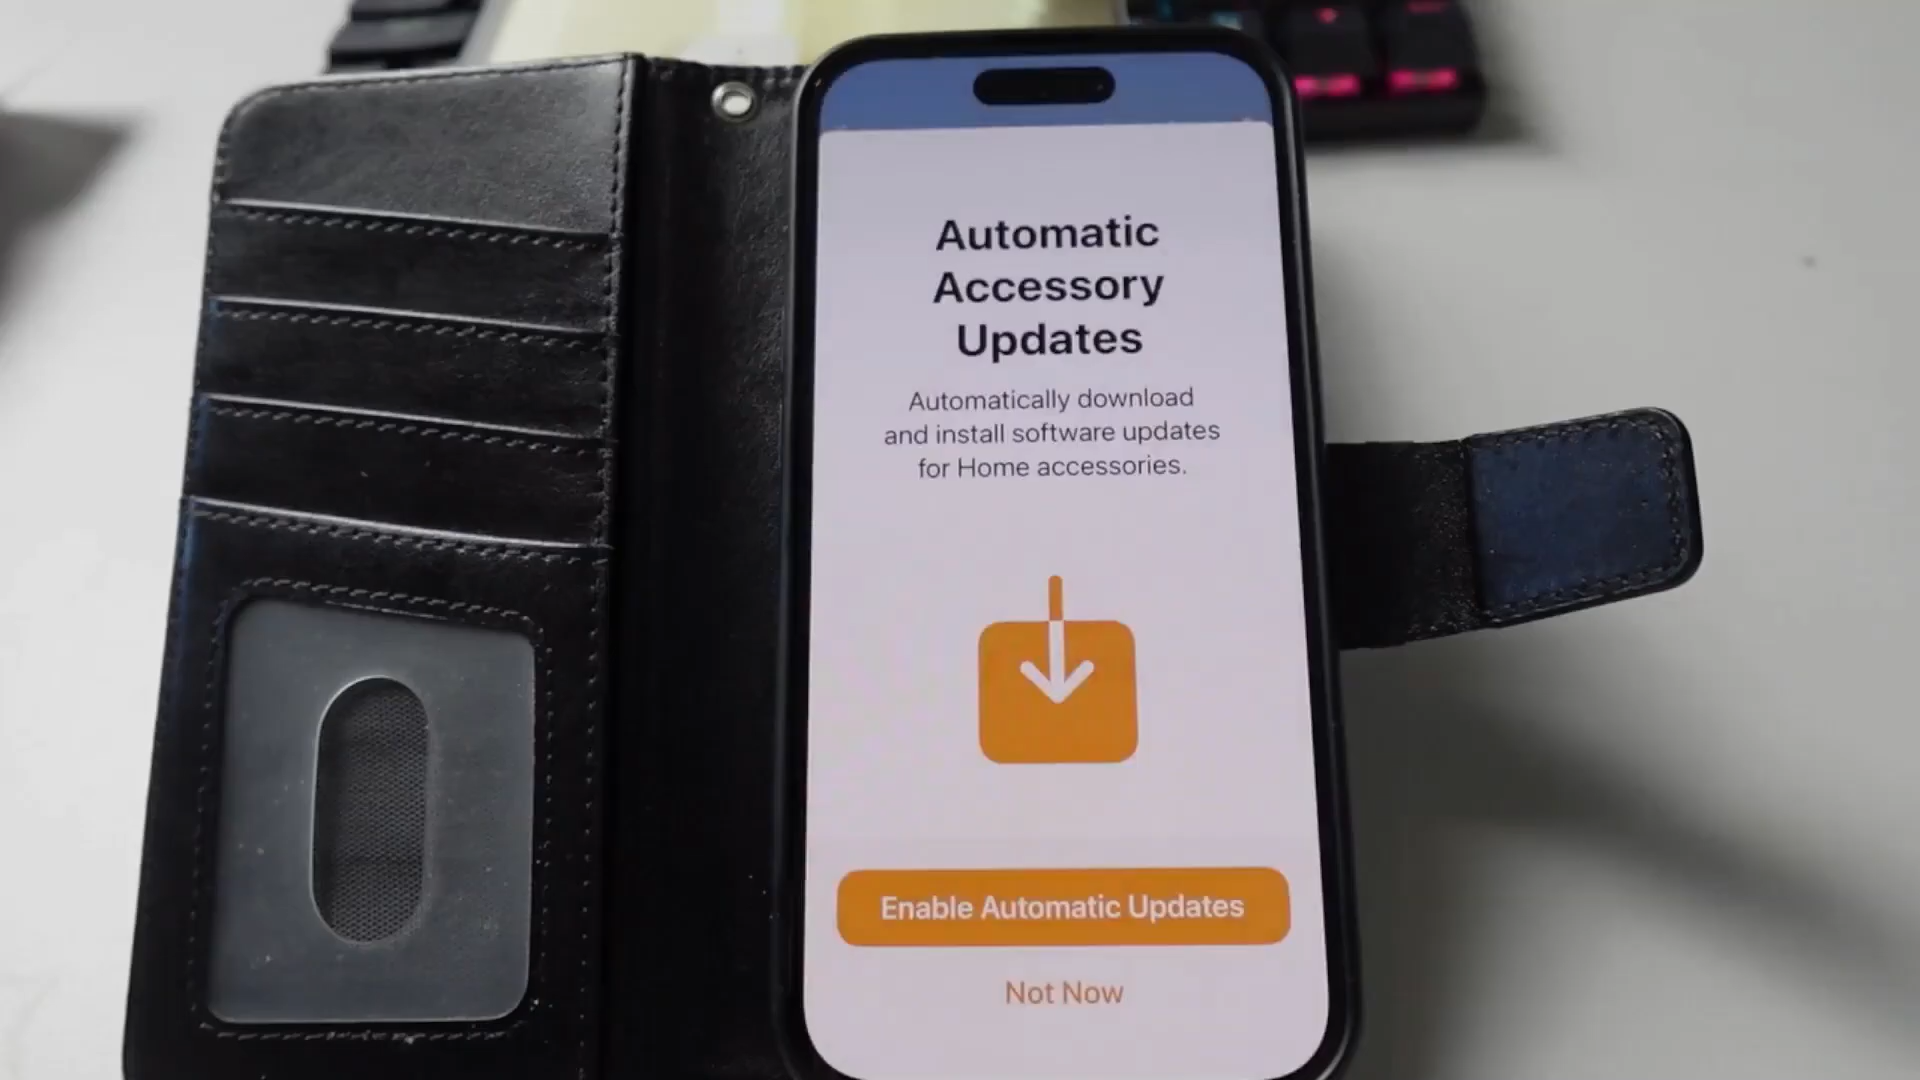 Automatic
Accessory
Updates
Automatically download
and install software updates
for Home accessories.
Enable Automatic Updates
Not Now